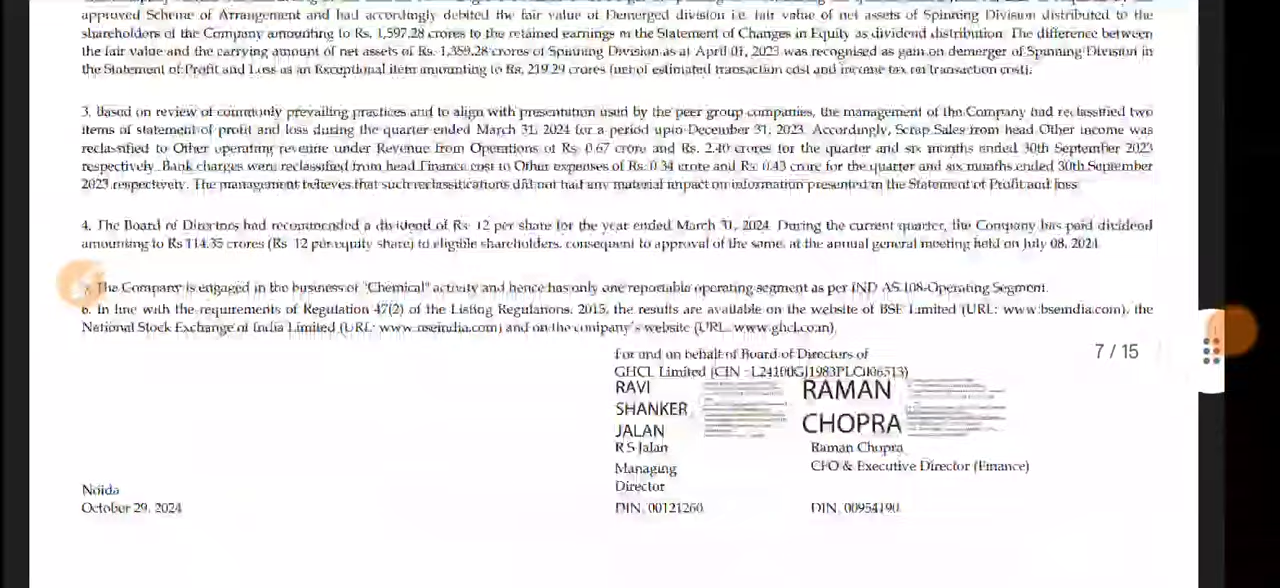 approved Scheme of Arrangement and had accordingly debited the fair value of Demerged division i.e. fair value of net assets of Spinning Division distributed to the
shareholders of the Company amounting to Rs. 1,597.28 crores to the retained earnings in the Statement of Changes in Equity as dividend distribution. The difference between
the fair value and the carrying amount of net assets of Rs. crores of Spinning Division as at April 01, 2023 was recognised as gain on demerger of Spinning Division in
the Statement of Profit and Loss as an Exceptional item amounting to Rs. 219.29 crores (net of estimated transaction cost and income tax on transaction cost).
3. Based on review of commonly prevailing practices and to align with presentation used by the peer group companies, the management of the Company had reclassified two
items of statement of profit and loss during the quarter ended March 31, 2024 for a period upto December 31, 2023. Accordingly, Scrap Sales from head Other income was
reclassified to Other operating revenue under Revenue from Operations of Rs. 0.67 crore and Rs. 2.40 crores for the quarter and six months ended 30th September 2023
respectively. Bank charges were reclassified from head Finance cost to Other expenses of Rs. 0.34 crore and Rs. 0.43 crore for the quarter and six months ended 30th September
2023 respectively. The management believes that such reclassifications did not had any material impact on information presented in the Statement of Profit and loss
4. The Board of Directors had recommended a dividend of Rs. 12 per share for the year ended March 31, 2024. During the current quarter, the Company has paid dividend
amounting to Rs 114.35 crores (Rs. 12 per equity share) to eligible shareholders, consequent to approval of the same, at the annual general meeting held on July 08, 2024
The Company is engaged in the business of "Chemical" activity and hence has only one reportable operating segment as per IND AS 108-Operating Segment.
6. In line with the requirements of Regulation 47(2) of the Listing Regulations, 2015, the results are available on the website of BSE Limited (URL: www.bseindia.com), the
National Stock Exchange of India Limited (URL: www.nseindia.com) and on the company's website (URL. www.ghcl.co.in).
For and on behalf of Board of Directors of
7 / 15
GHCL Limited (CIN :
RAVI SHANKER JALAN
RAMAN CHOPRA
R S Jalan
Raman Chopra
Managing
CFO & Executive Director (Finance)
Director
Noida
October 29, 2024
DIN. 00121260
DIN. 00954190